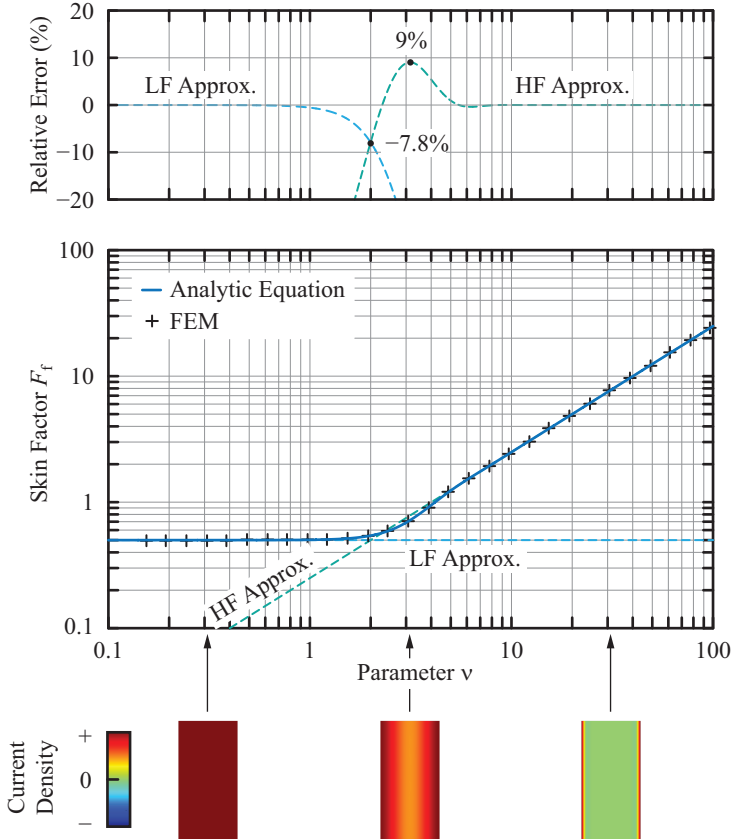 20
10
0
−10
−20
Relative Error (%)
9%
LF Approx.
HF Approx.
−7.8%
100
10
1
0.1
Skin Factor Ff
Analytic Equation
FEM
HF Approx.
LF Approx.
0.1
1
10
100
Parameter ν
Current
Density
+
0
−